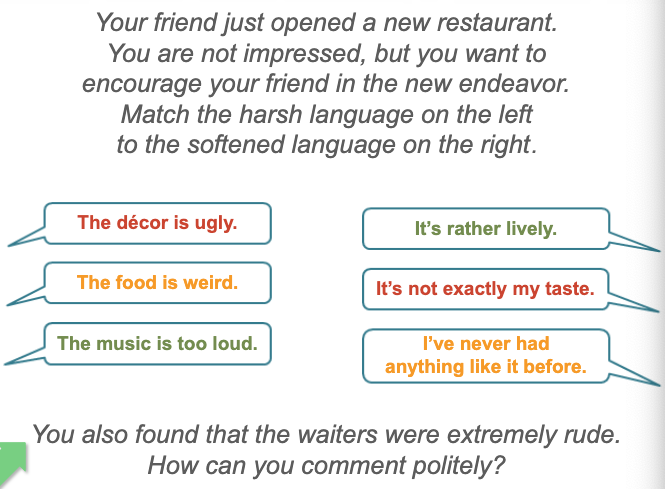 Your friend just opened a new restaurant.
You are not impressed, but you want to
encourage your friend in the new endeavor.
Match the harsh language on the left
to the softened language on the right.
The décor is ugly.
The food is weird.
The music is too loud.
It's rather lively.
It's not exactly my taste.
I've never had
anything like it before.
You also found that the waiters were extremely rude.
How can you comment politely?